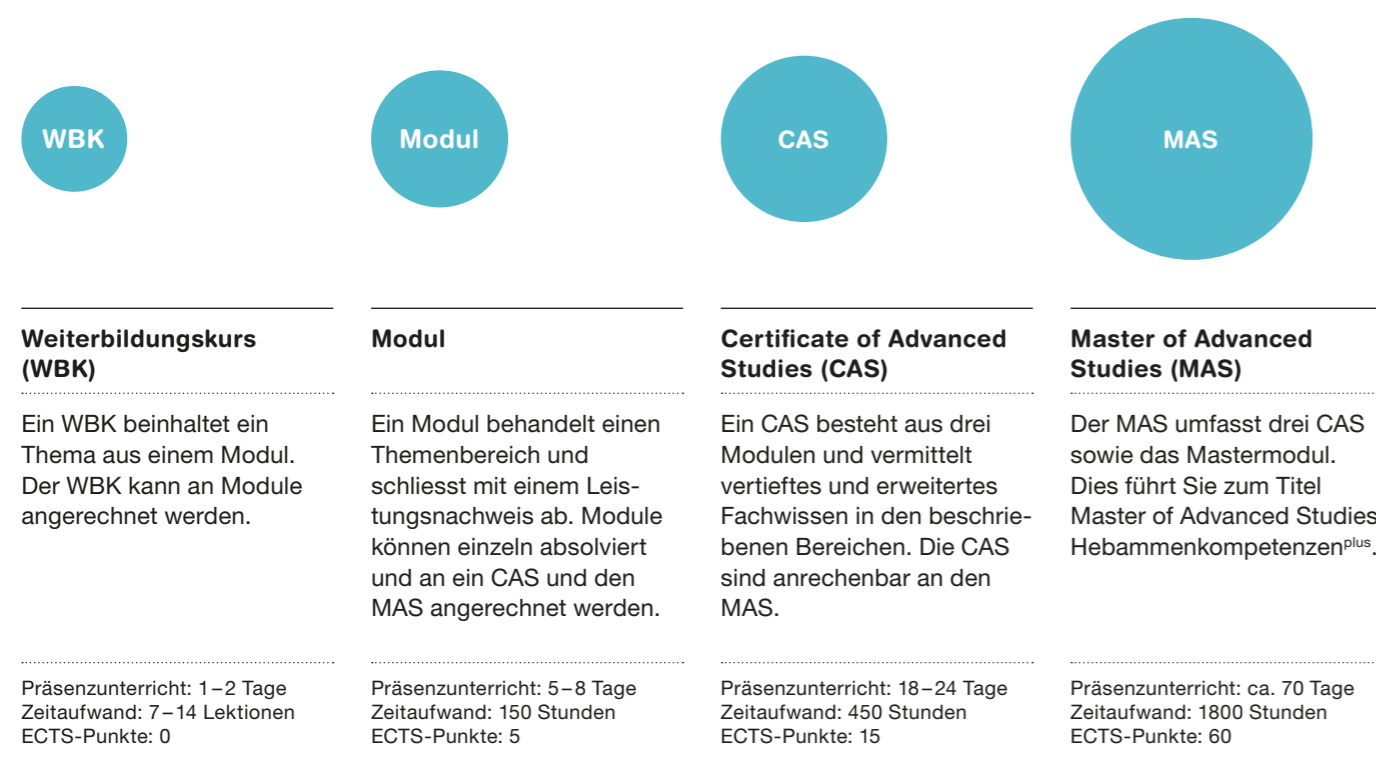 WBK
Modul
CAS
MAS
Weiterbildungskurs
(WBK)
Ein WBK beinhaltet ein
Thema aus einem Modul.
Der WBK kann an Module
angerechnet werden.
Präsenzunterricht: 1–2 Tage
Zeitaufwand: 7–14 Lektionen
ECTS-Punkte: 0
Modul
Ein Modul behandelt einen
Themenbereich und
schliesst mit einem Leis-
tungsnachweis ab. Module
können einzeln absolviert
und an ein CAS und den
MAS angerechnet werden.
Präsenzunterricht: 5–8 Tage
Zeitaufwand: 150 Stunden
ECTS-Punkte: 5
Certificate of Advanced
Studies (CAS)
Ein CAS besteht aus drei
Modulen und vermittelt
vertieftes und erweitertes
Fachwissen in den beschrie-
benen Bereichen. Die CAS
sind anrechenbar an den
MAS.
Präsenzunterricht: 18–24 Tage
Zeitaufwand: 450 Stunden
ECTS-Punkte: 15
Master of Advanced
Studies (MAS)
Der MAS umfasst drei CAS
sowie das Mastermodul.
Dies führt Sie zum Titel
Master of Advanced Studies
Hebammenkompetenzenplus.
Präsenzunterricht: ca. 70 Tage
Zeitaufwand: 1800 Stunden
ECTS-Punkte: 60